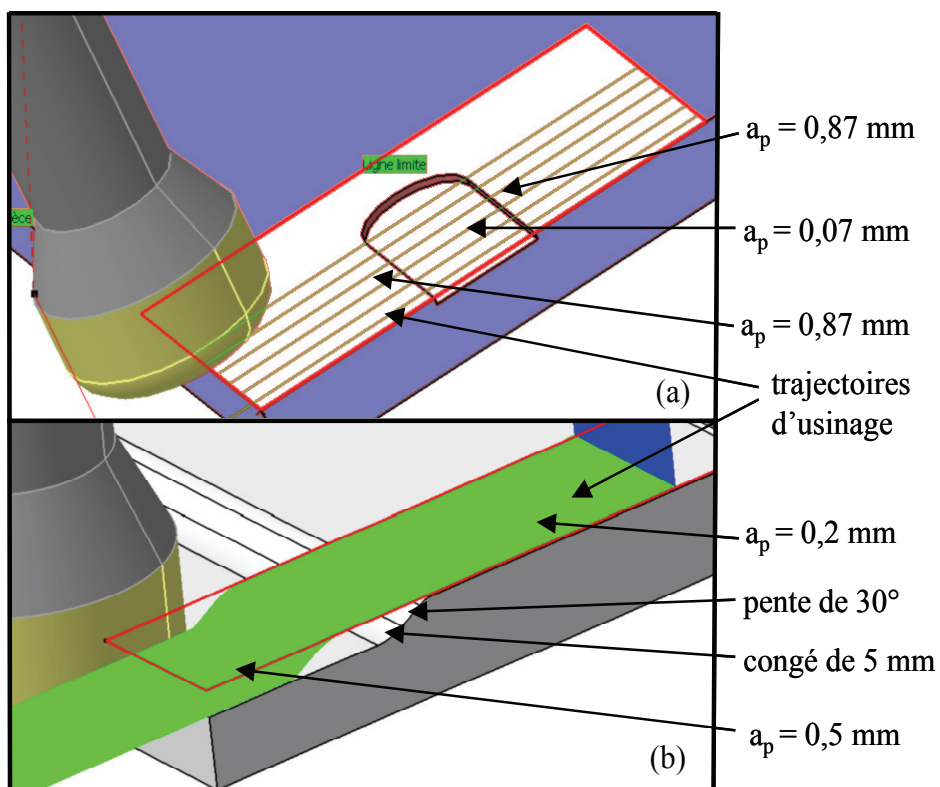 Ligne limite
èce
a_p = 0,87 mm
a_p = 0,07 mm
a_p = 0,87 mm
(a)
trajectoires
d'usinage
a_p = 0,2 mm
pente de 30°
congé de 5 mm
a_p = 0,5 mm
(b)